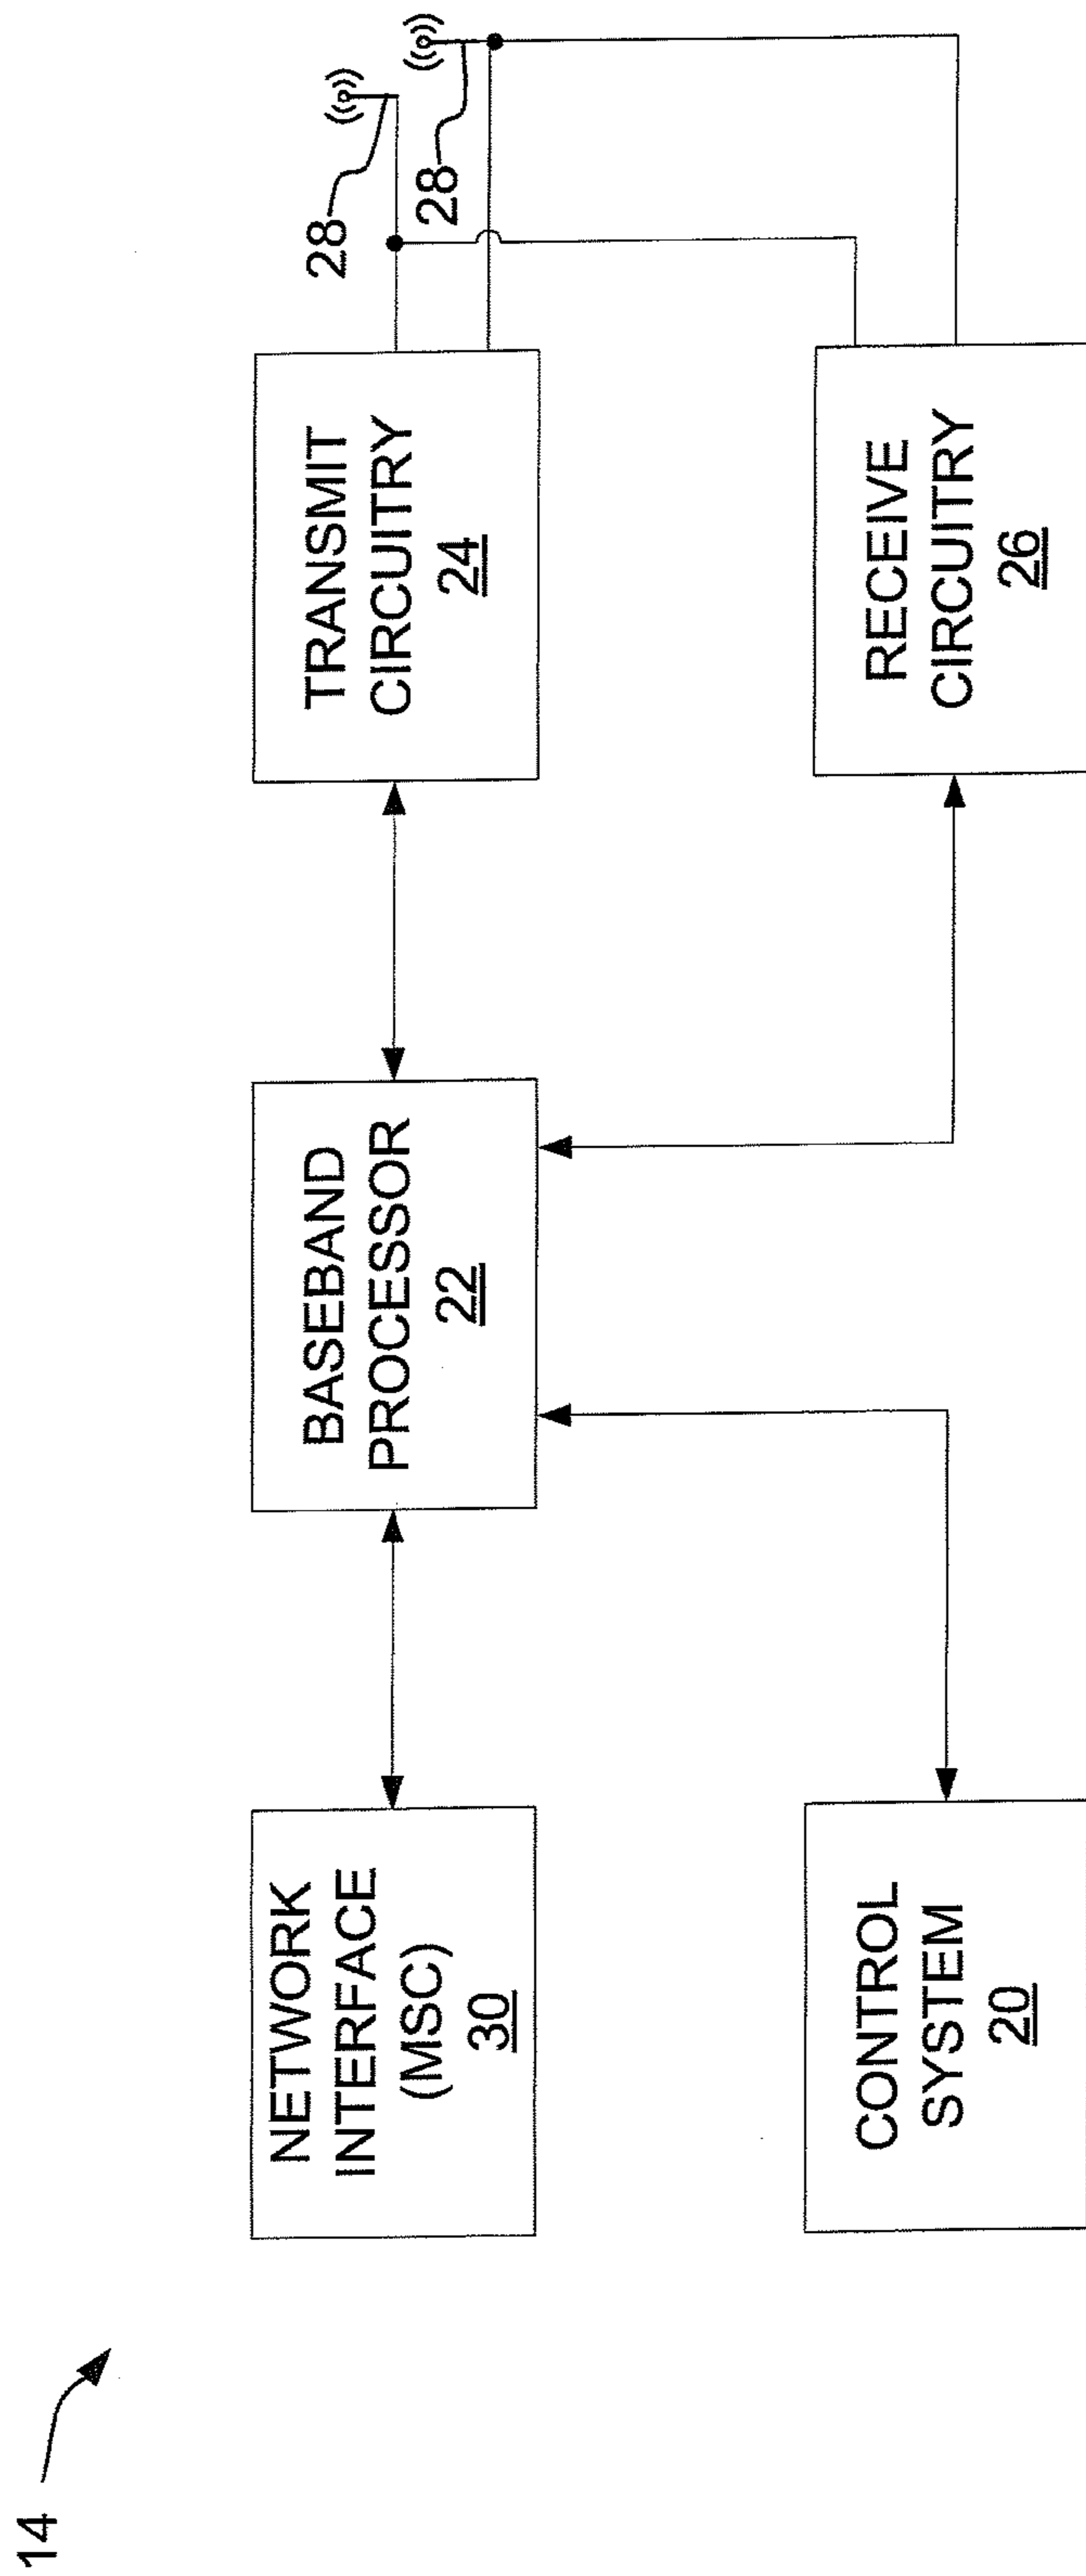 14
NETWORK
INTERFACE
(MSC)
30
BASEBAND
PROCESSOR
22
TRANSMIT
CIRCUITRY
24
28
28
CONTROL
SYSTEM
20
RECEIVE
CIRCUITRY
26